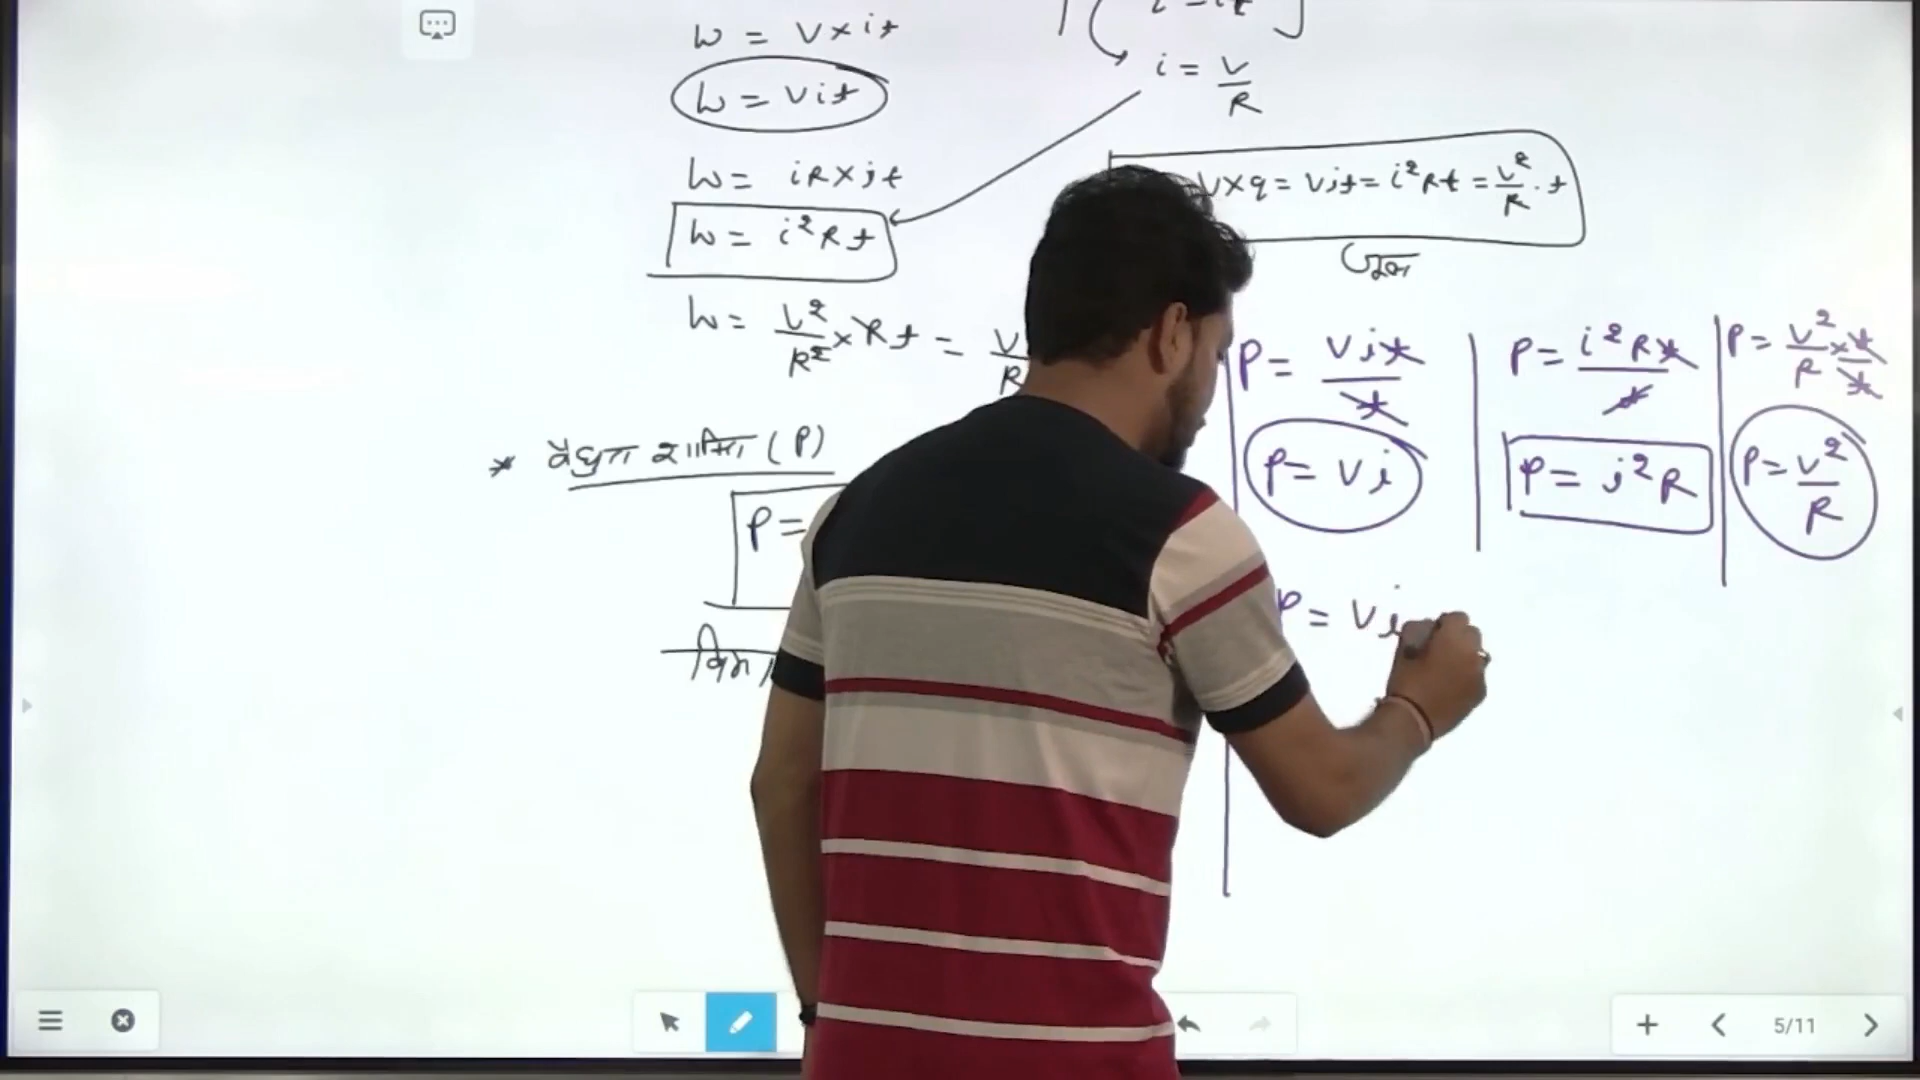 W = V×it
W = Vit
W = iR×it
W = i²Rt
W = V²/R² × Rt = V/R
i = V/R
V×q = Vit = i²Rt = V²/R · t
* वैद्युत शक्ति (P)
P =
P = Vit/t
P = Vi
P = i²Rt/t
P = i²R
P = V²/R × t/t
P = V²/R
P = Vi
5/11